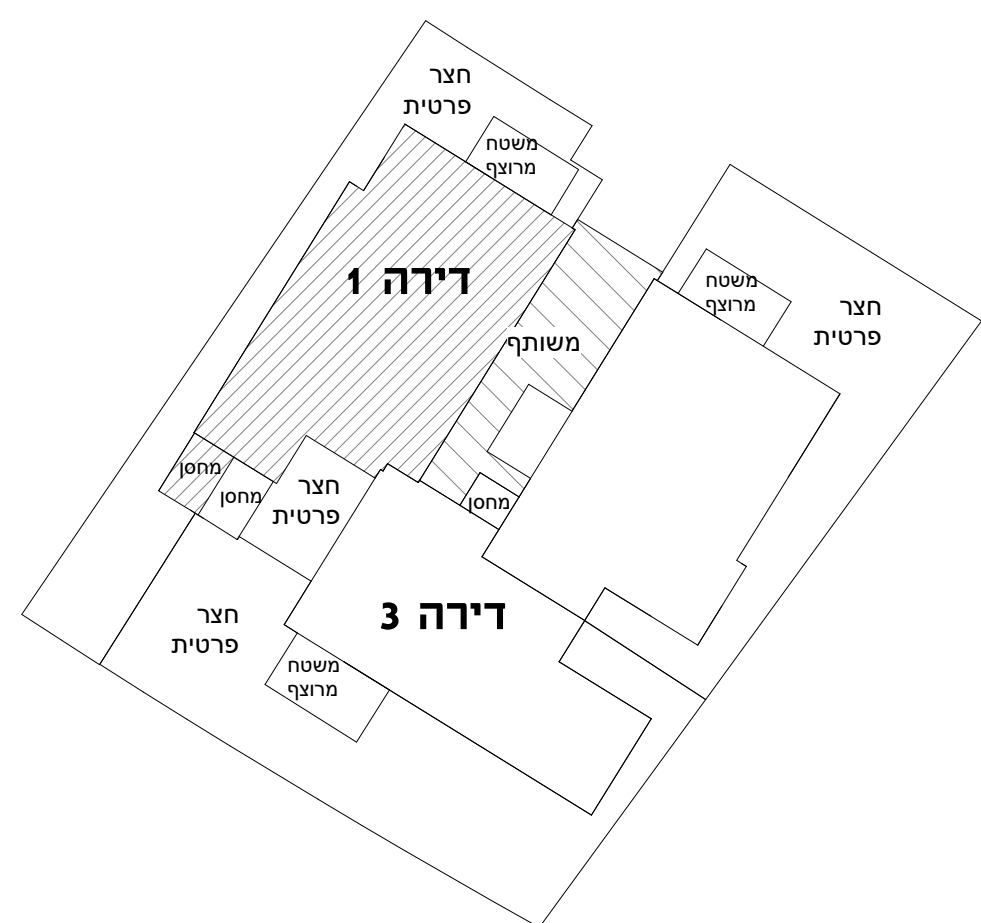 חצר
פרטית
משטח
מרוצף
דירה 1
משטח
מרוצף
חצר
פרטית
משותף
מחסן
מחסן
חצר
פרטית
מחסן
דירה 3
חצר
פרטית
משטח
מרוצף